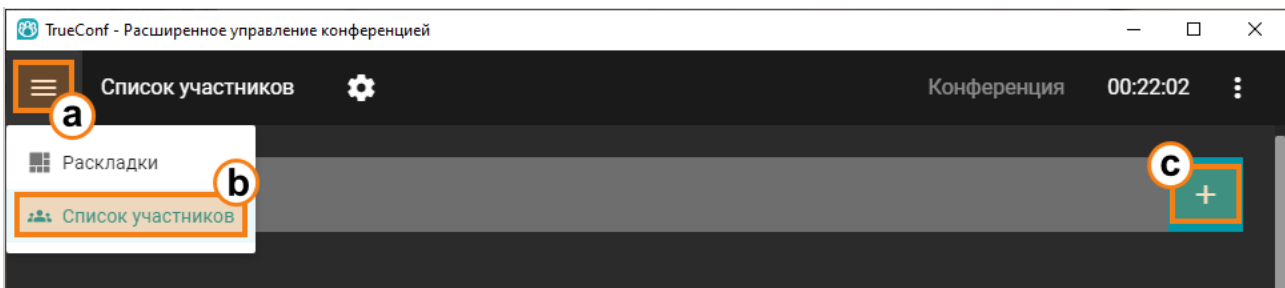 TrueConf - Расширенное управление конференцией
Список участников Конференция 00:22:02
a
Раскладки
b
Список участников
c
+